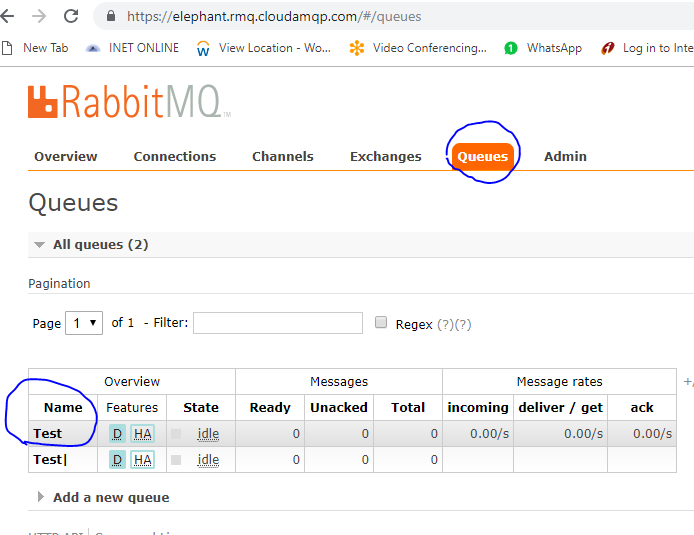 https://elephant.rmq.cloudamqp.com/#/queues
New Tab INET ONLINE View Location - Wo... Video Conferencing... 1 WhatsApp Log in to Inte
RabbitMQ™
Overview Connections Channels Exchanges Queues Admin
Queues
All queues (2)
Pagination
Page 1 of 1 - Filter: Regex (?)(?)
Overview Messages Message rates +/
Name Features State Ready Unacked Total incoming deliver / get ack
Test D HA idle 0 0 0 0.00/s 0.00/s 0.00/s
Test| D HA idle 0 0 0
Add a new queue